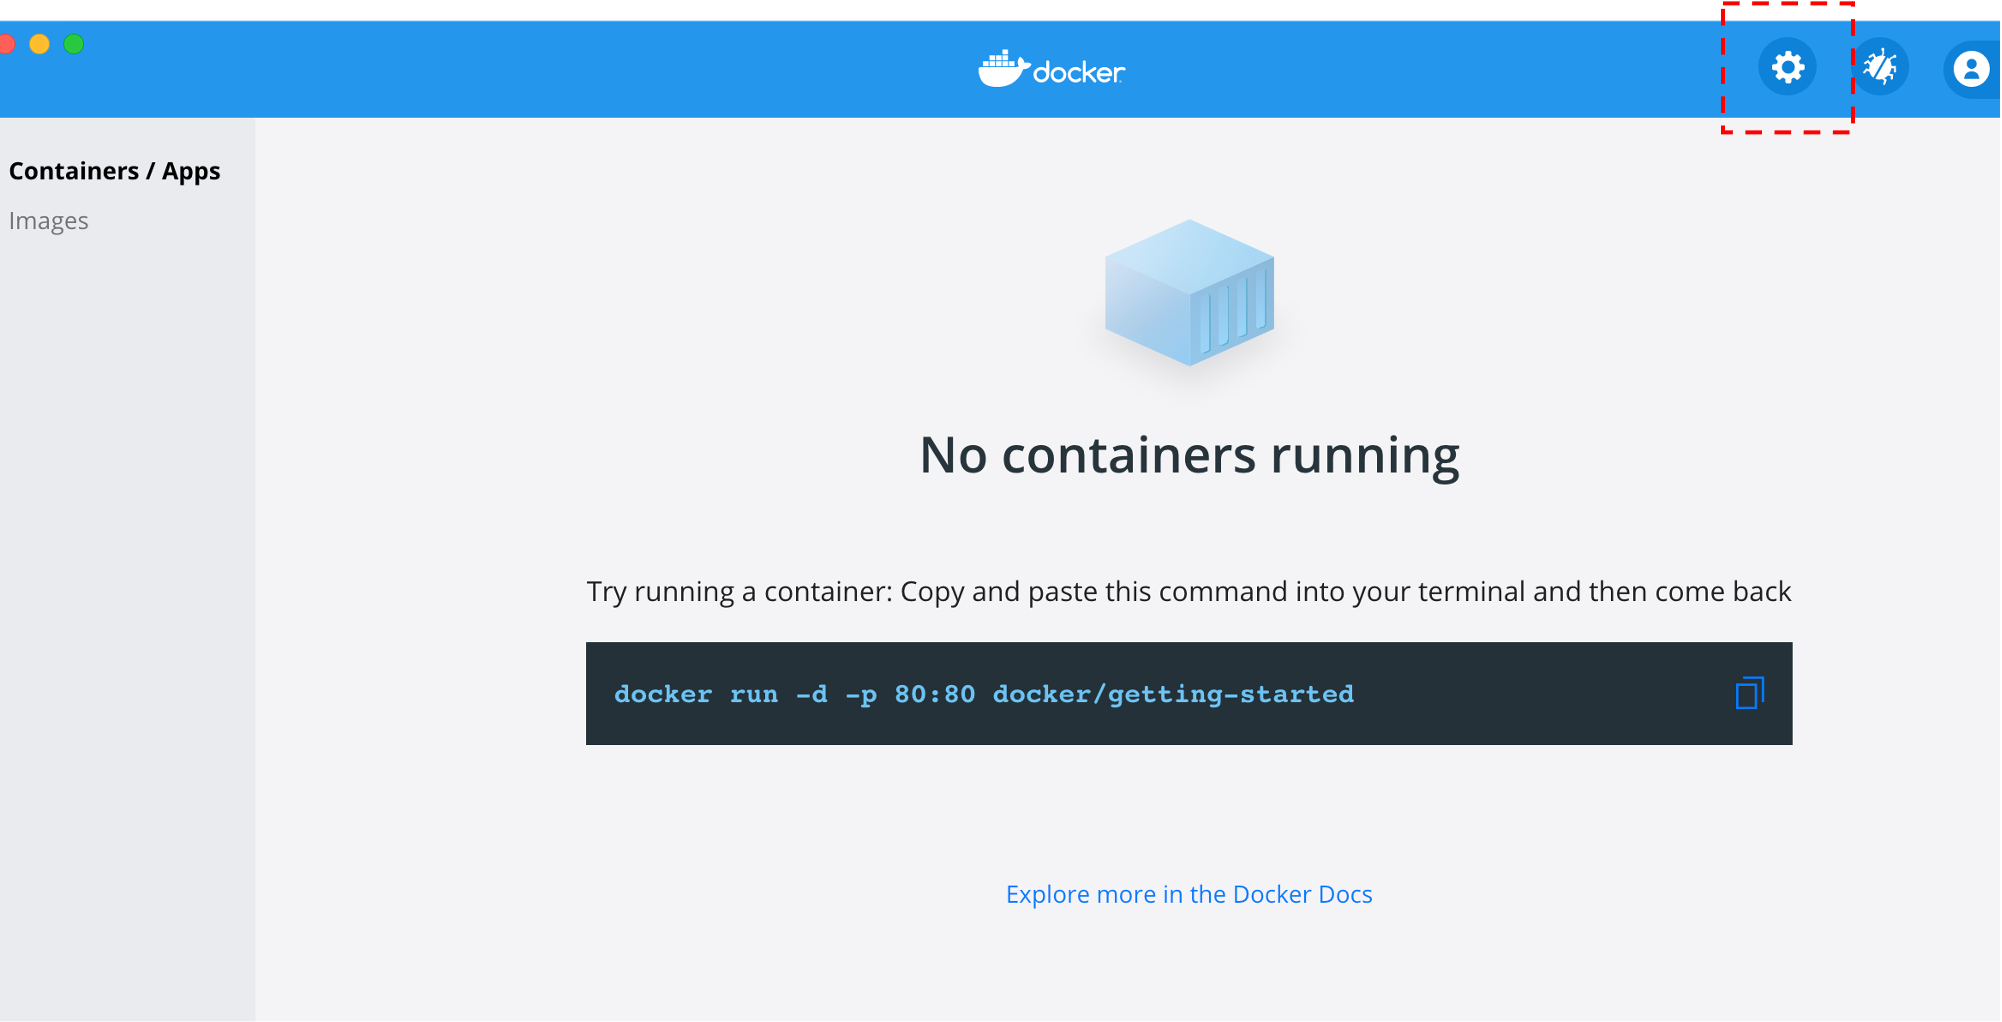 docker
Containers / Apps
Images
No containers running
Try running a container: Copy and paste this command into your terminal and then come back
docker run -d -p 80:80 docker/getting-started
Explore more in the Docker Docs